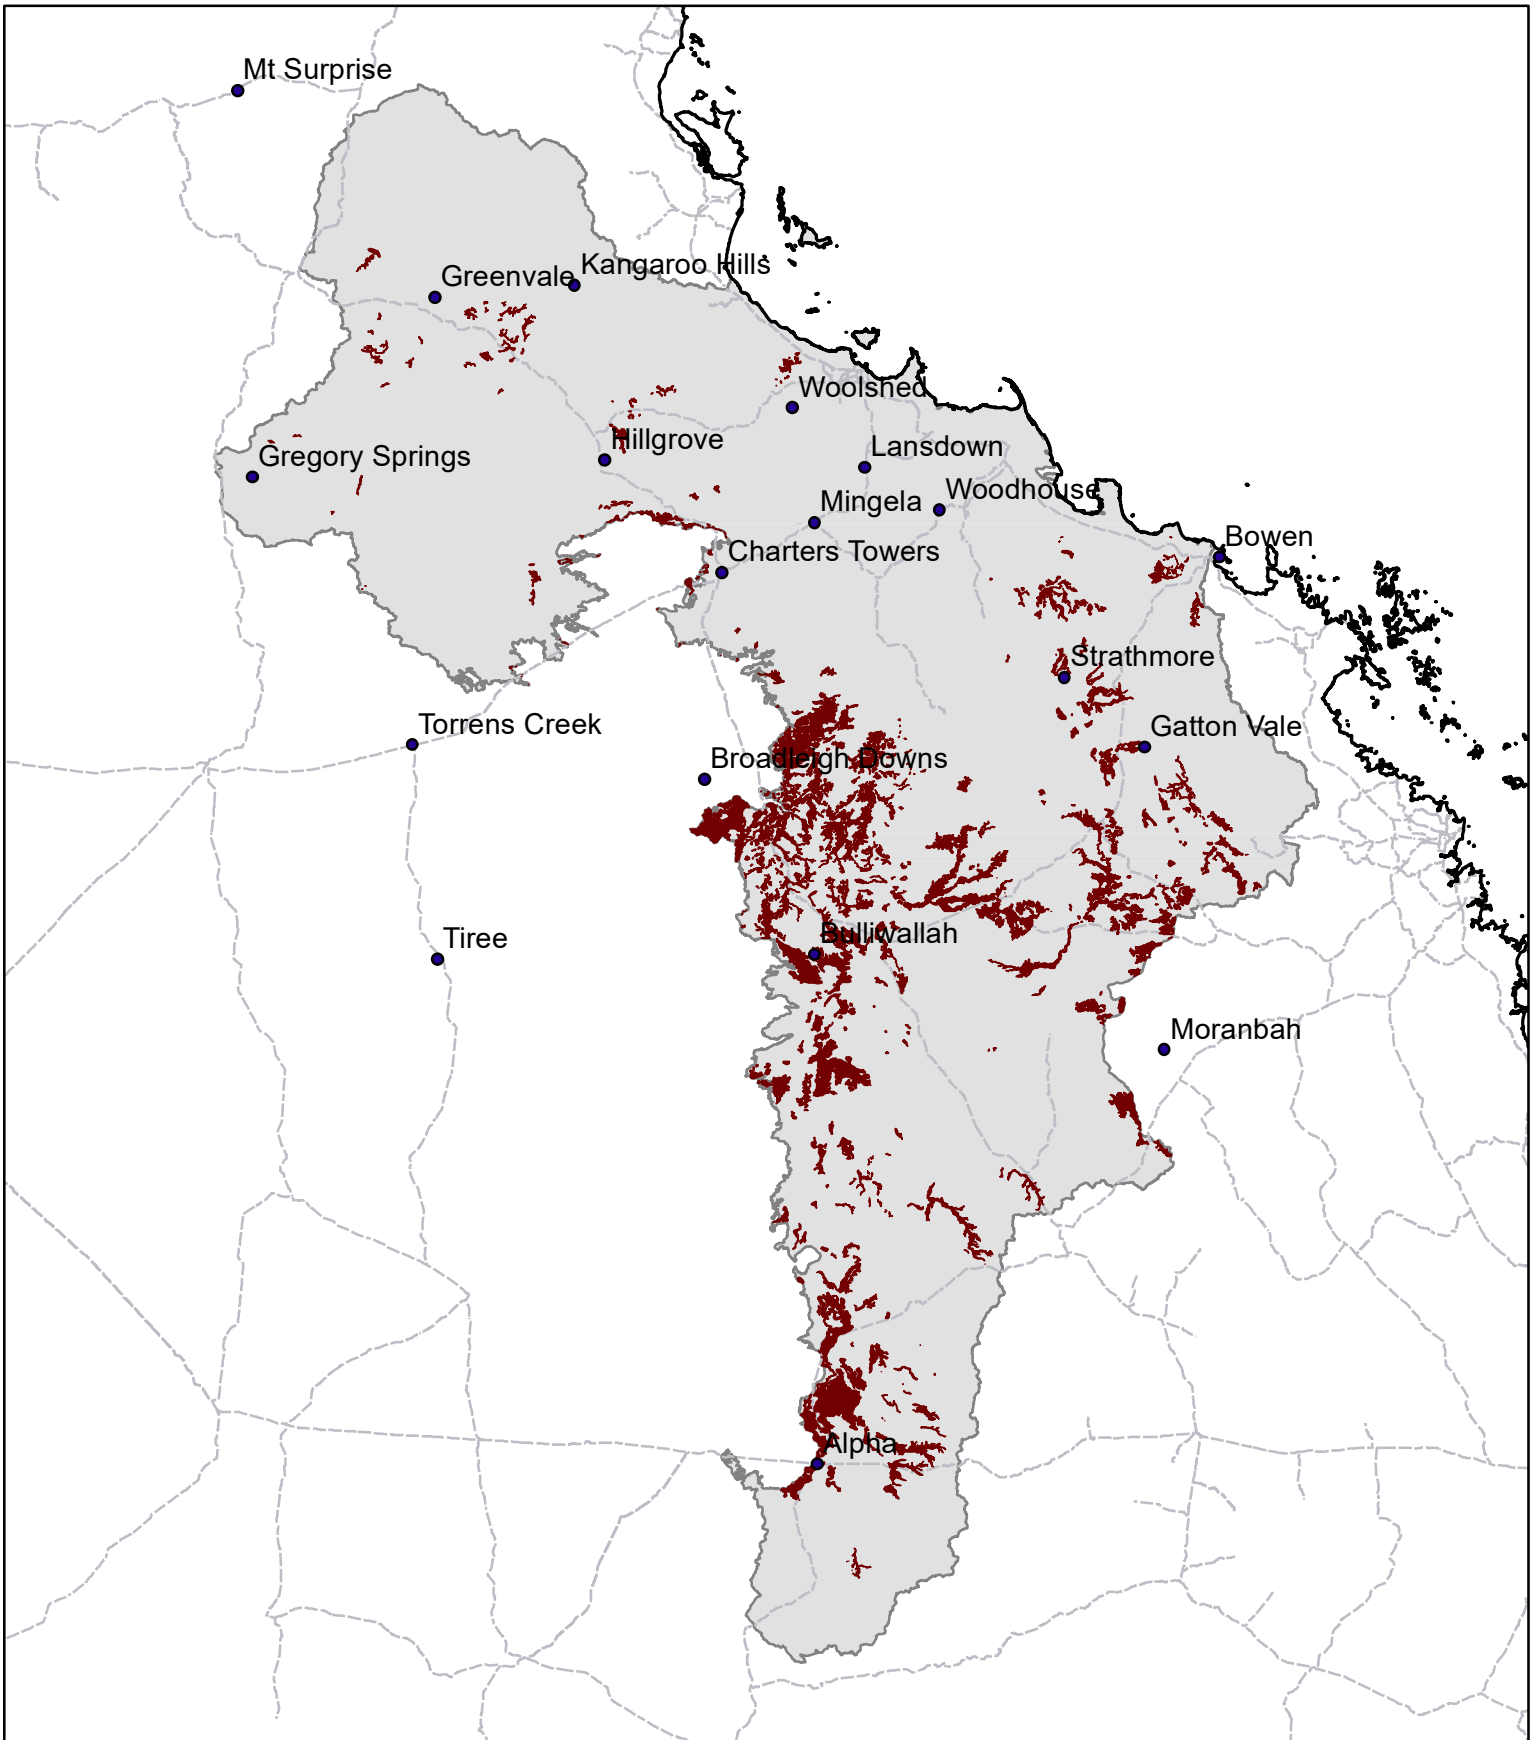 Mt Surprise
Kangaroo Hills
Greenvale
Woolshed
Hillgrove
Lansdown
Gregory Springs
Woodhouse
Mingela
Bowen
Charters Towers
Strathmore
Torrens Creek
Gatton Vale
Broadleigh Downs
Bulliwallah
Tiree
Moranbah
Alpha